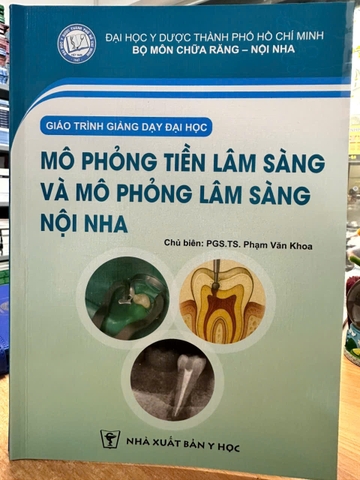 ĐẠI HỌC Y DƯỢC THÀNH PHỐ HỒ CHÍ MINH
BỘ MÔN CHỮA RĂNG – NỘI NHA
GIÁO TRÌNH GIẢNG DẠY ĐẠI HỌC
MÔ PHỎNG TIỀN LÂM SÀNG
VÀ MÔ PHỎNG LÂM SÀNG
NỘI NHA
Chủ biên: PGS.TS. Phạm Văn Khoa
NHÀ XUẤT BẢN Y HỌC